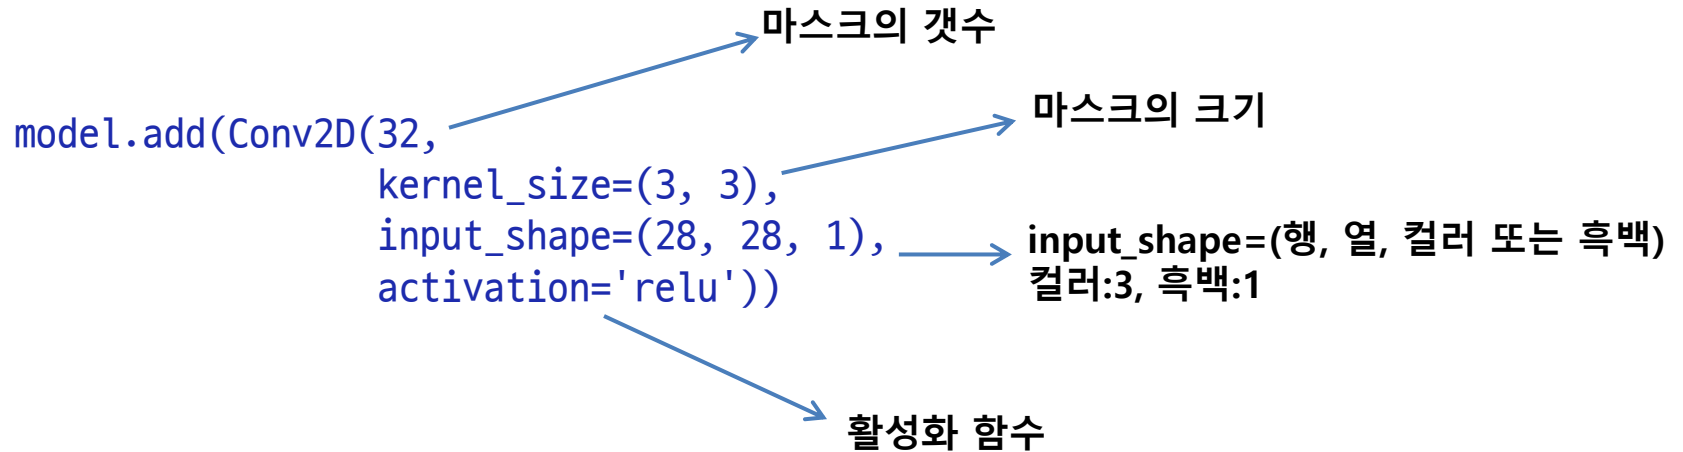 마스크의 갯수
마스크의 크기
model.add(Conv2D(32,
kernel_size=(3, 3),
input_shape=(28, 28, 1),
activation='relu'))
input_shape=(행, 열, 컬러 또는 흑백)
컬러:3, 흑백:1
활성화 함수